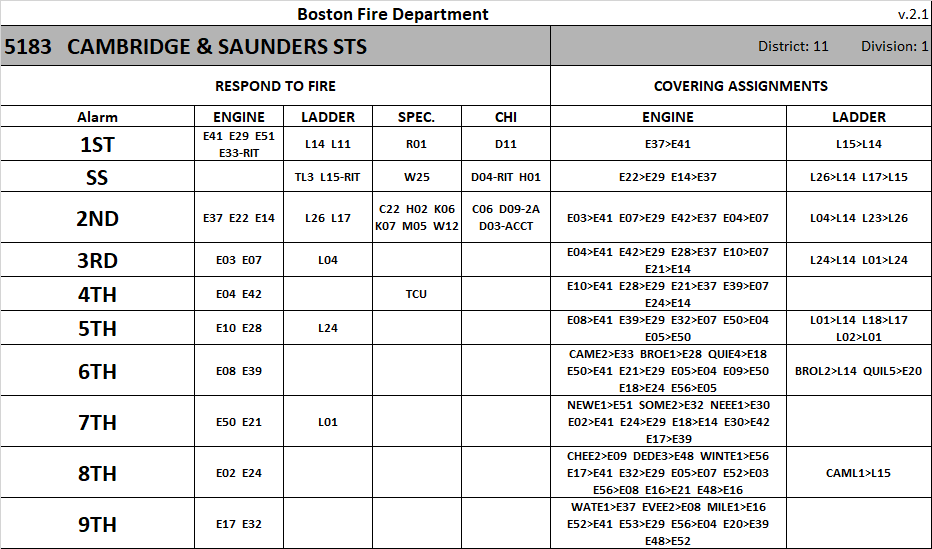 Boston Fire Department v.2.1
5183 CAMBRIDGE & SAUNDERS STS District: 11 Division: 1
RESPOND TO FIRE COVERING ASSIGNMENTS
Alarm ENGINE LADDER SPEC. CHI ENGINE LADDER
1ST
E41 E29 E51
E33-RIT
L14 L11
R01
D11
E37>E41
L15>L14
SS
TL3 L15-RIT
W25
D04-RIT H01
E22>E29 E14>E37
L26>L14 L17>L15
2ND
E37 E22 E14
L26 L17
C22 H02 K06
K07 M05 W12
C06 D09-2A
D03-ACCT
E03>E41 E07>E29 E42>E37 E04>E07
L04>L14 L23>L26
3RD
E03 E07
L04
E04>E41 E42>E29 E28>E37 E10>E07
E21>E14
L24>L14 L01>L24
4TH
E04 E42
TCU
E10>E41 E28>E29 E21>E37 E39>E07
E24>E14
5TH
E10 E28
L24
E08>E41 E39>E29 E32>E07 E50>E04
E05>E50
L01>L14 L18>L17
L02>L01
6TH
E08 E39
CAME2>E33 BROE1>E28 QUIE4>E18
E50>E41 E21>E29 E05>E04 E09>E50
E18>E24 E56>E05
BROL2>L14 QUIL5>E20
7TH
E50 E21
L01
NEWE1>E51 SOME2>E32 NEEE1>E30
E02>E41 E24>E29 E18>E14 E30>E42
E17>E39
8TH
E02 E24
CHEE2>E09 DEDE3>E48 WINTE1>E56
E17>E41 E32>E29 E05>E07 E52>E03
E56>E08 E16>E21 E48>E16
CAML1>L15
9TH
E17 E32
WATE1>E37 EVEE2>E08 MILE1>E16
E52>E41 E53>E29 E56>E04 E20>E39
E48>E52